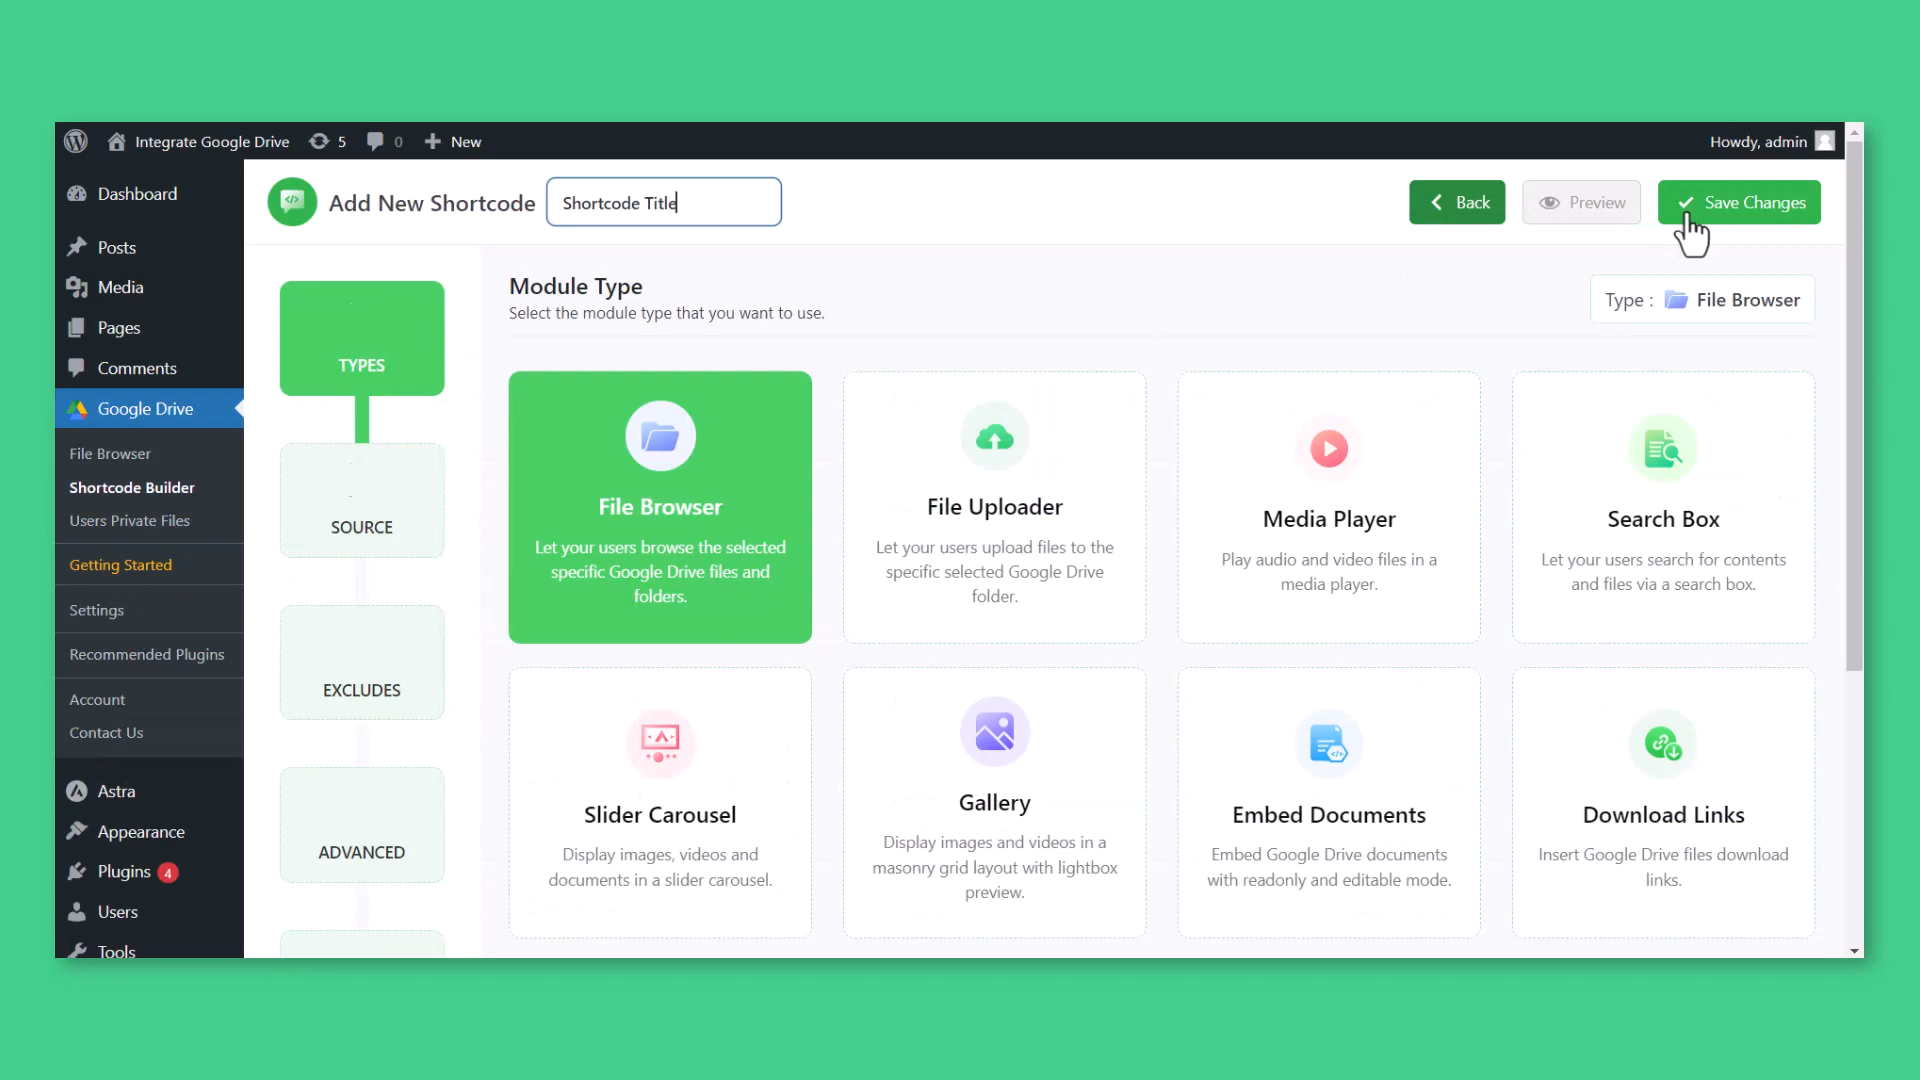 Integrate Google Drive 5 0 New Howdy, admin
Dashboard
Posts
Media
Pages
Comments
Google Drive
File Browser
Shortcode Builder
Users Private Files
Getting Started
Settings
Recommended Plugins
Account
Contact Us
Astra
Appearance
Plugins 4
Users
Tools
Add New Shortcode Shortcode Title
Back Preview Save Changes
TYPES
SOURCE
EXCLUDES
ADVANCED
Module Type
Select the module type that you want to use.
Type : File Browser
File Browser
Let your users browse the selected
specific Google Drive files and
folders.
File Uploader
Let your users upload files to the
specific selected Google Drive
folder.
Media Player
Play audio and video files in a
media player.
Search Box
Let your users search for contents
and files via a search box.
Slider Carousel
Display images, videos and
documents in a slider carousel.
Gallery
Display images and videos in a
masonry grid layout with lightbox
preview.
Embed Documents
Embed Google Drive documents
with readonly and editable mode.
Download Links
Insert Google Drive files download
links.